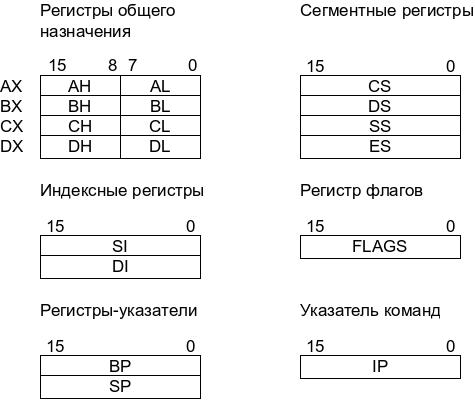 Регистры общего
назначения
15 8 7 0
AX AH AL
BX BH BL
CX CH CL
DX DH DL
Сегментные регистры
15 0
CS
DS
SS
ES
Индексные регистры
15 0
SI
DI
Регистр флагов
15 0
FLAGS
Регистры-указатели
15 0
BP
SP
Указатель команд
15 0
IP